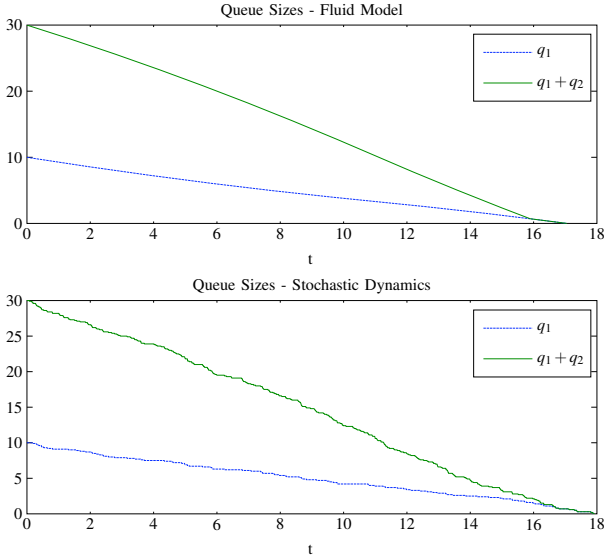 Queue Sizes - Fluid Model
30
20
10
0
q₁
q₁ + q₂
0 2 4 6 8 10 12 14 16 18
t
Queue Sizes - Stochastic Dynamics
30
25
20
15
10
5
0
q₁
q₁ + q₂
0 2 4 6 8 10 12 14 16 18
t